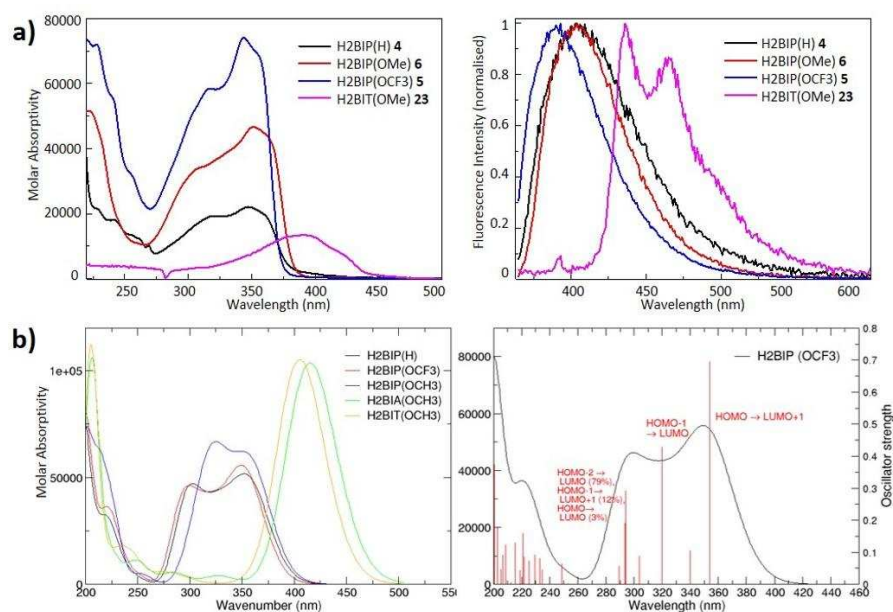 a)
80000
60000
40000
20000
0
H2BIP(H) 4
H2BIP(OMe) 6
H2BIP(OCF3) 5
H2BIT(OMe) 23
Molar Absorptivity
250 300 350 400 450 500
Wavelength (nm)
1
0.8
0.6
0.4
0.2
0
H2BIP(H) 4
H2BIP(OMe) 6
H2BIP(OCF3) 5
H2BIT(OMe) 23
Fluorescence Intensity (normalised)
400 450 500 600 600
Wavelength (nm)
b)
1e+05
50000
0
H2BIP(H)
H2BIP(OCF3)
H2BIP(OCH3)
H2BIA(OCH3)
H2BIT(OCH3)
Molar Absorptivity
200 250 300 350 400 450 500 550
Wavenumber (nm)
80000
60000
40000
20000
0
H2BIP (OCF3)
HOMO-1
→ LUMO
HOMO → LUMO+1
HOMO-2 →
LUMO (79%),
HOMO-1→
LUMO+1 (12%),
HOMO→
LUMO (3%)
0.8
0.7
0.6
0.5
0.4
0.3
0.2
0.1
0
Oscillator strength
200 220 240 260 280 300 320 340 360 380 400 420 440 460
Wavelength (nm)